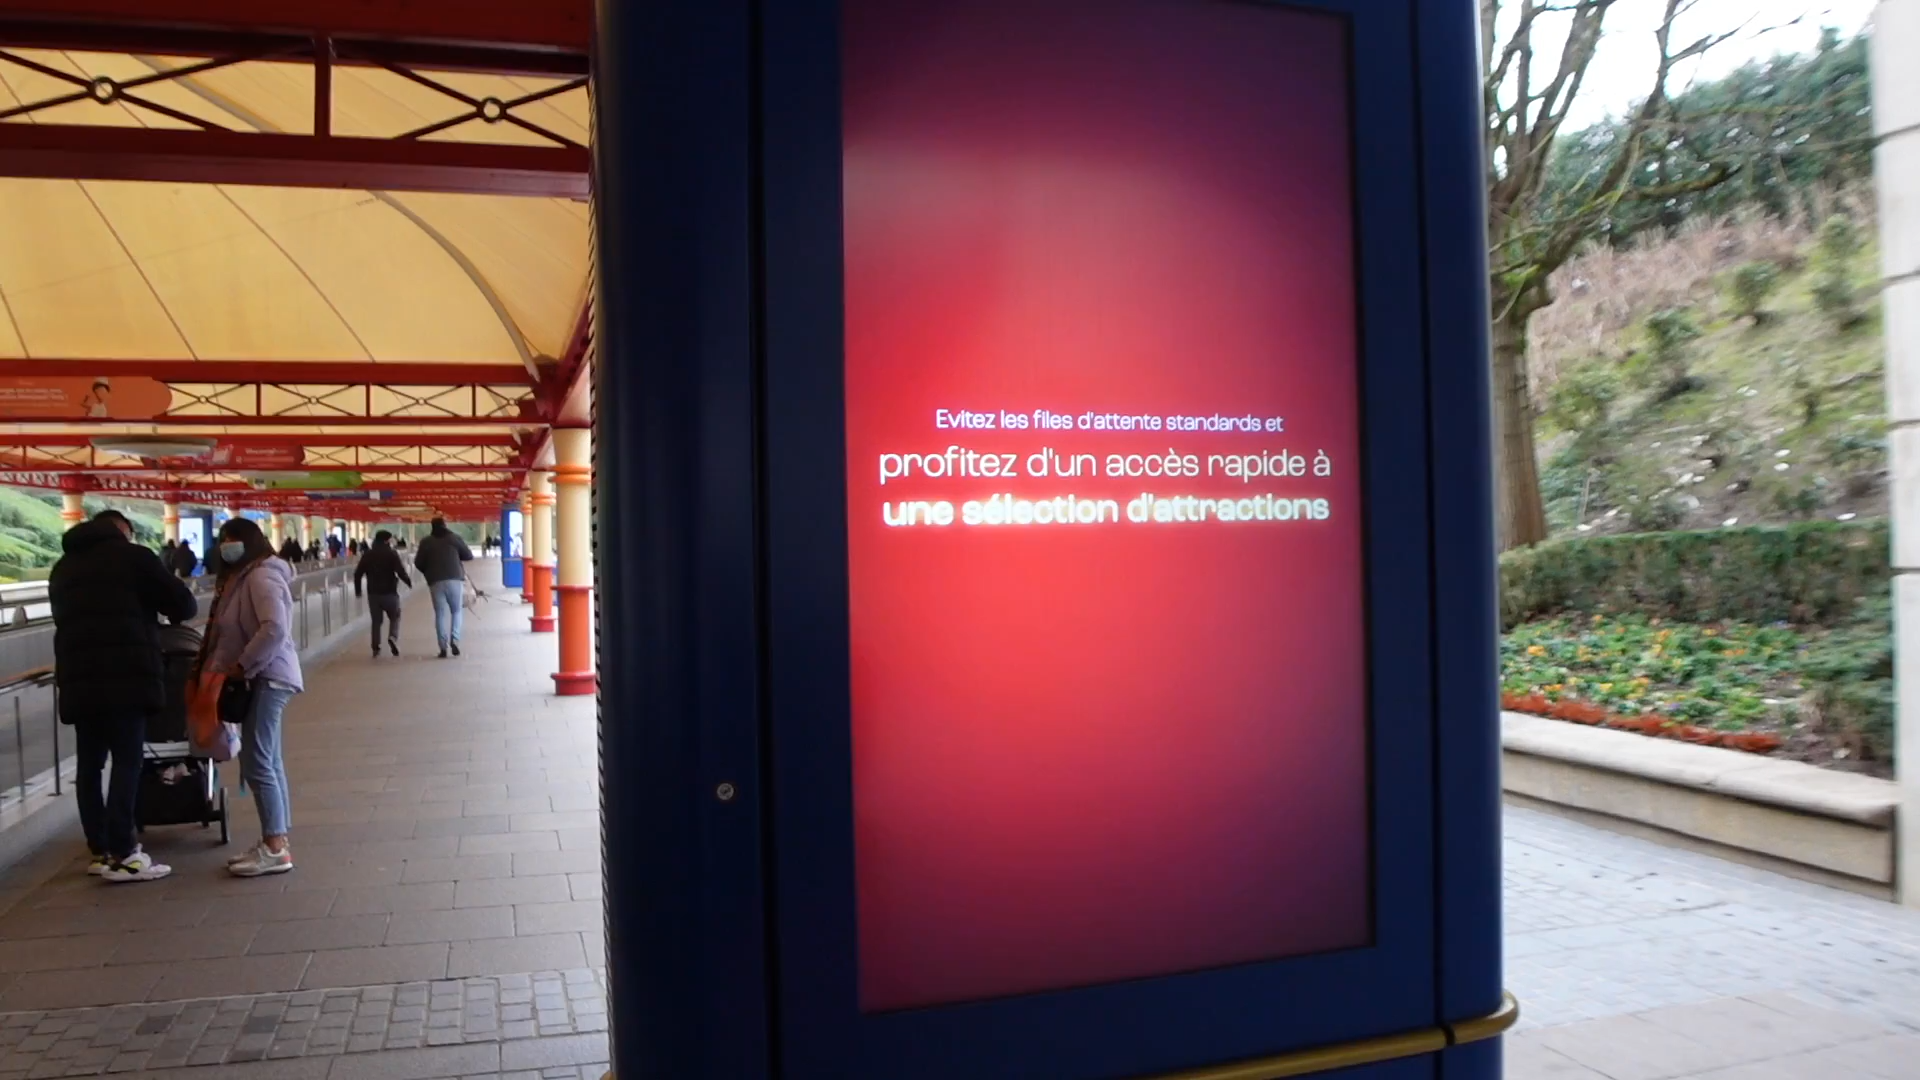 Evitez les files d'attente standards et
profitez d'un accès rapide à
une sélection d'attractions